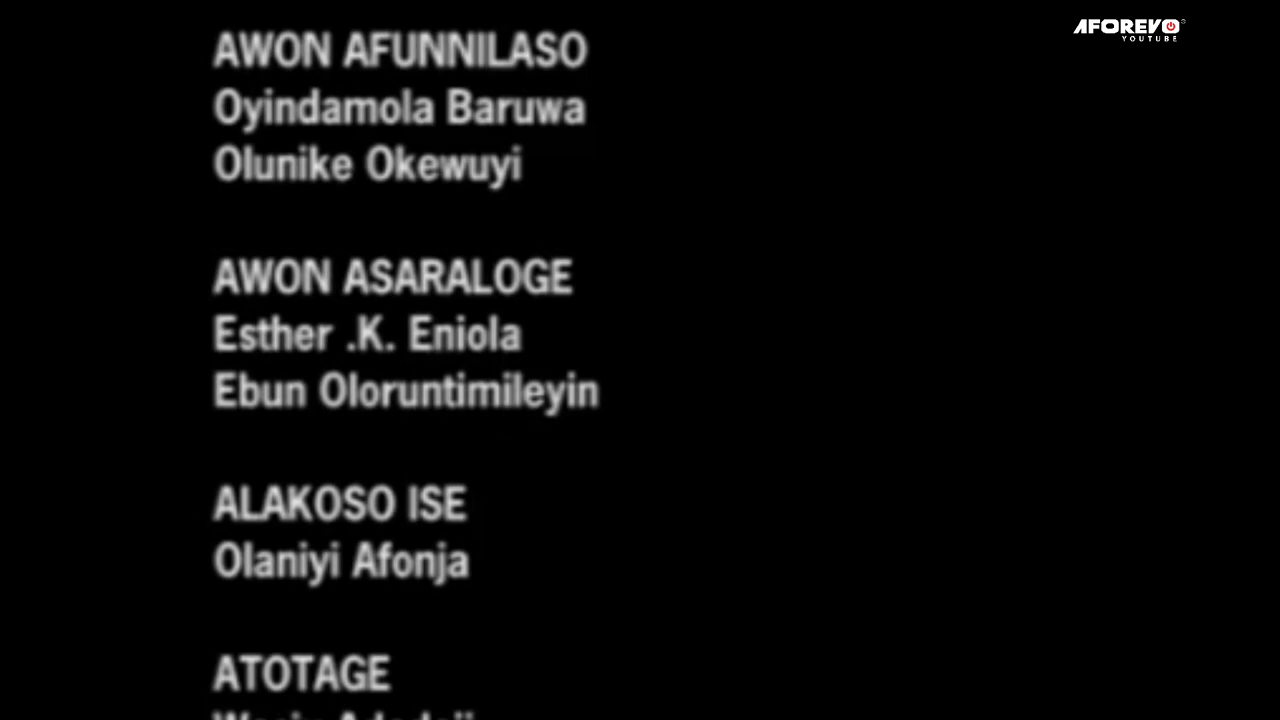 AFOREVO
YOUTUBE
AWON AFUNNILASO
Oyindamola Baruwa
Olunike Okewuyi
AWON ASARALOGE
Esther .K. Eniola
Ebun Oloruntimileyin
ALAKOSO ISE
Olaniyi Afonja
ATOTAGE